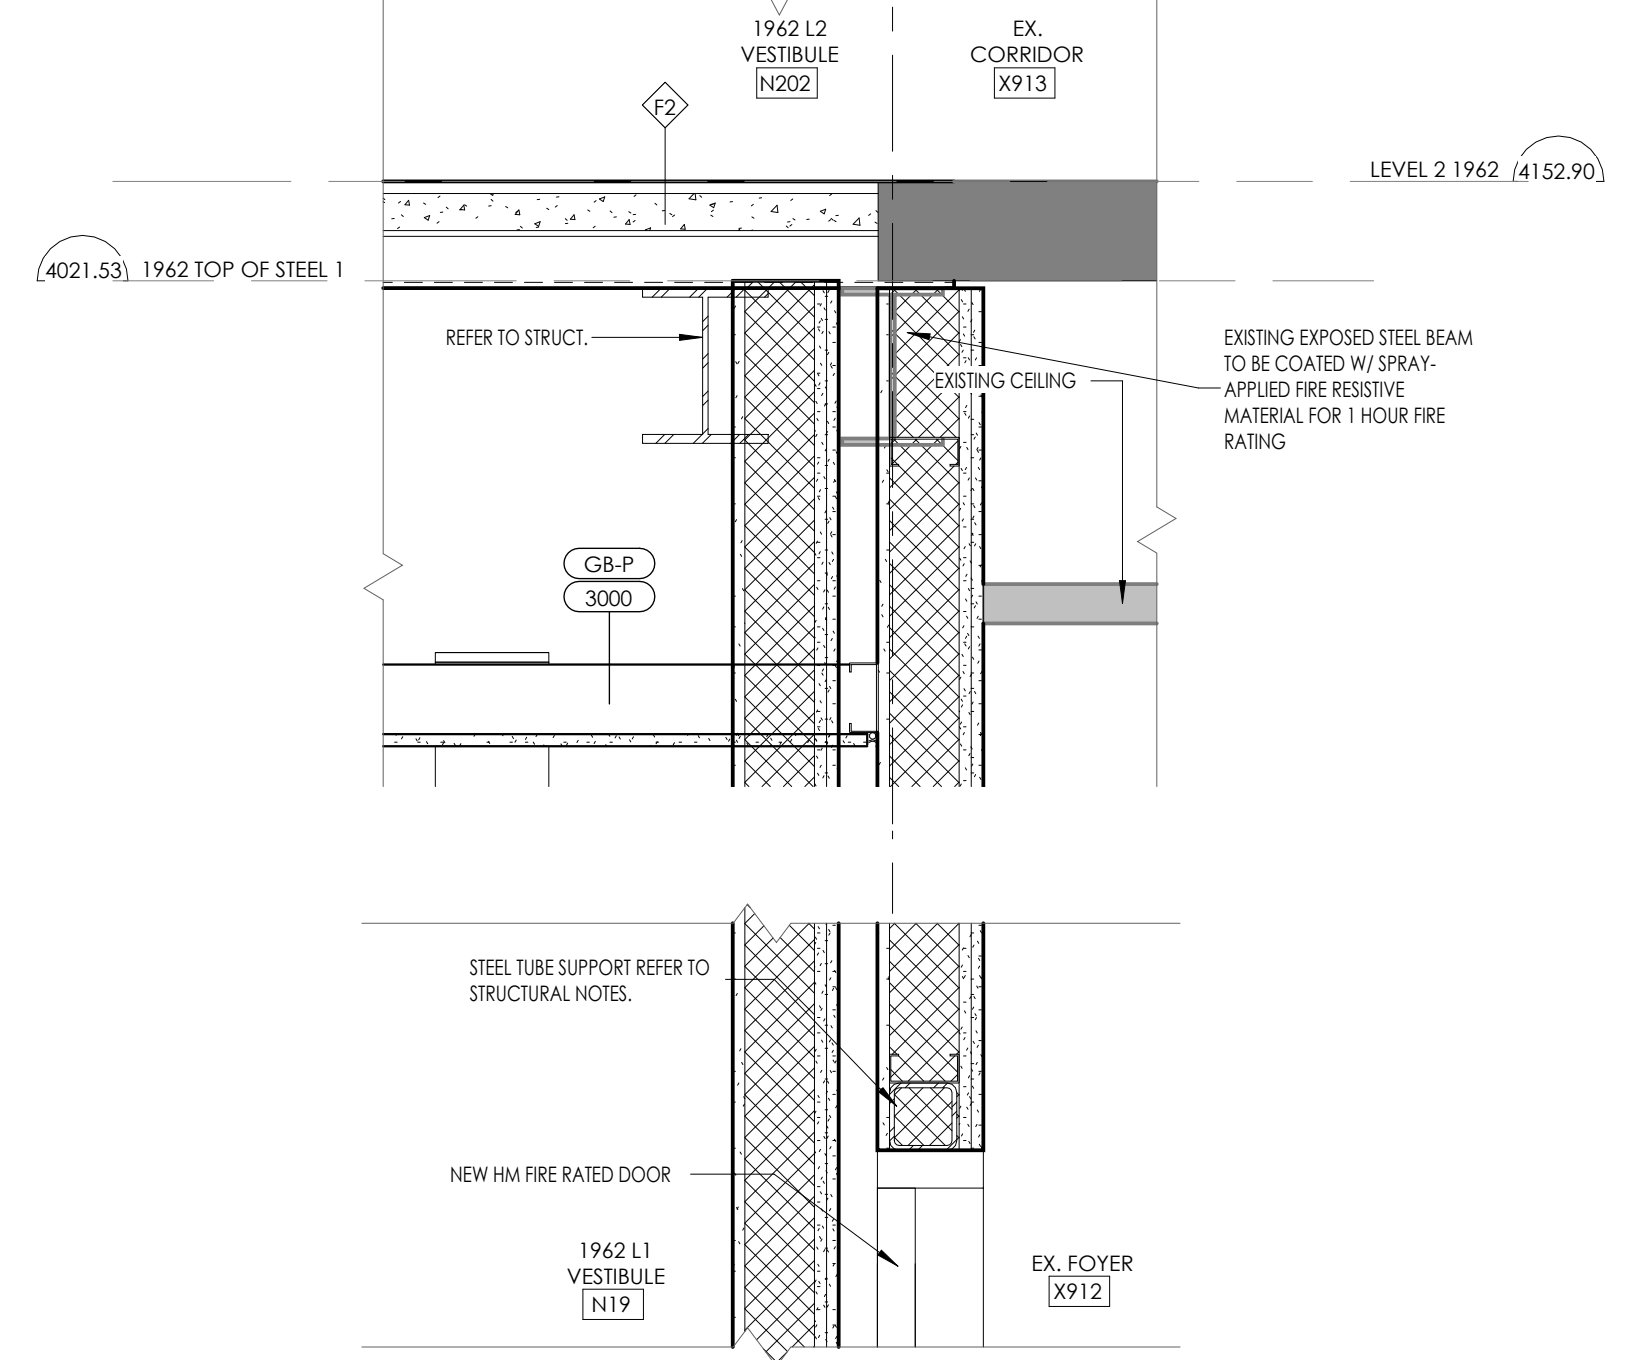 1962 L2
VESTIBULE
N202
EX.
CORRIDOR
X913
F2
LEVEL 2 1962
4152.90
4021.53
1962 TOP OF STEEL 1
REFER TO STRUCT.
EXISTING CEILING
EXISTING EXPOSED STEEL BEAM
TO BE COATED W/ SPRAY-
APPLIED FIRE RESISTIVE
MATERIAL FOR 1 HOUR FIRE
RATING
GB-P
3000
STEEL TUBE SUPPORT REFER TO
STRUCTURAL NOTES.
NEW HM FIRE RATED DOOR
1962 L1
VESTIBULE
N19
EX. FOYER
X912